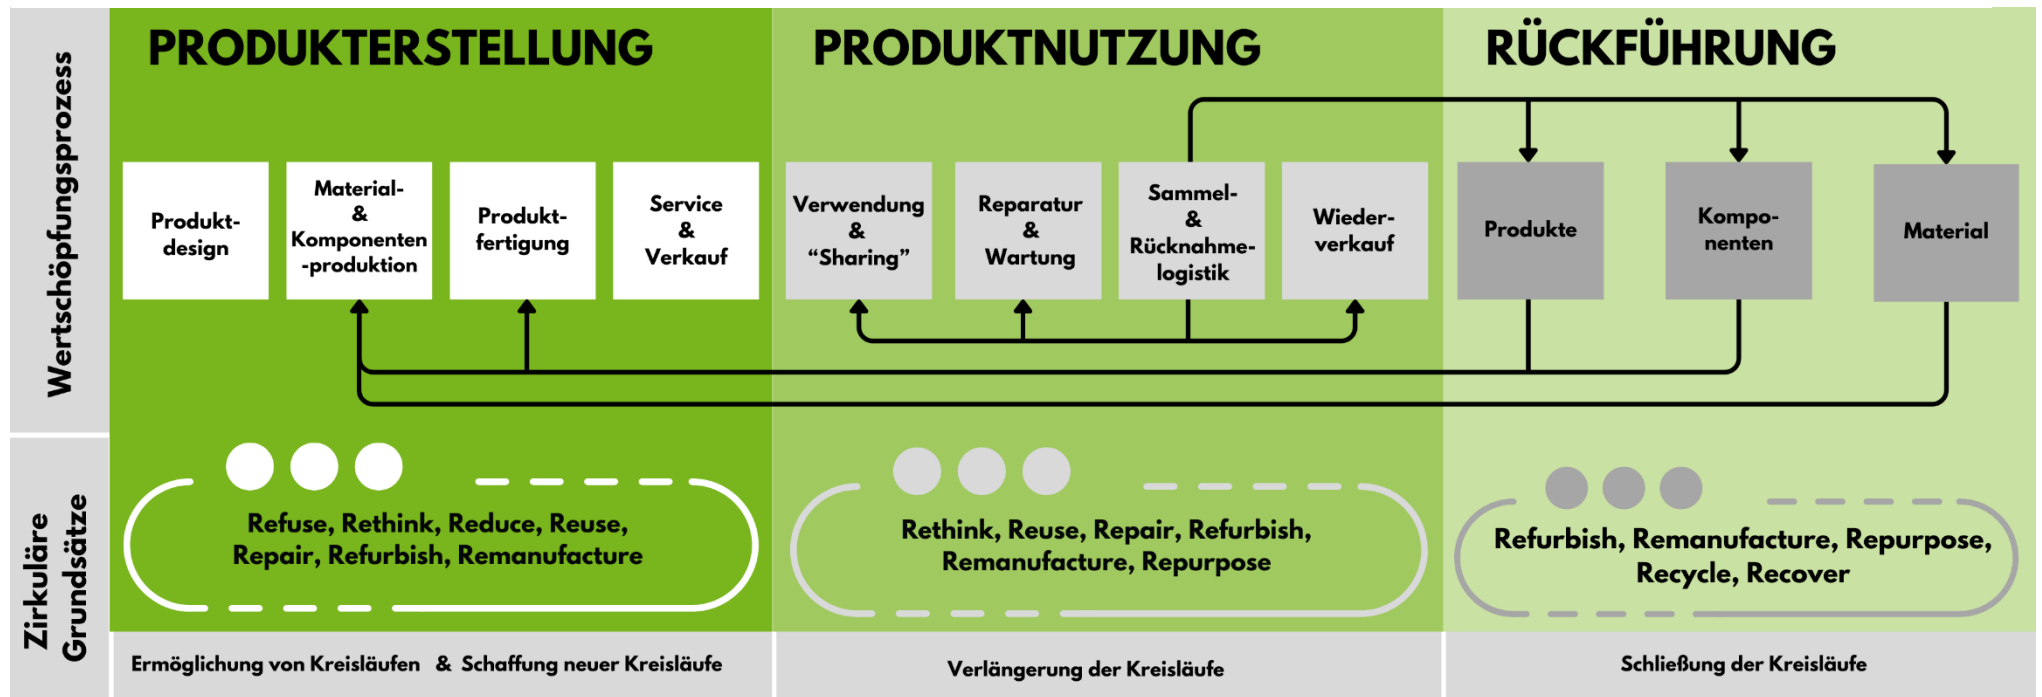 Wertschöpfungsprozess
PRODUKTERSTELLUNG
PRODUKTNUTZUNG
RÜCKFÜHRUNG
Produkt-
design
Material-
&
Komponenten
-produktion
Produkt-
fertigung
Service
&
Verkauf
Verwendung
&
“Sharing”
Reparatur
&
Wartung
Sammel-
&
Rücknahme-
logistik
Wieder-
verkauf
Produkte
Kompo-
nenten
Material
Zirkuläre
Grundsätze
Refuse, Rethink, Reduce, Reuse,
Repair, Refurbish, Remanufacture
Rethink, Reuse, Repair, Refurbish,
Remanufacture, Repurpose
Refurbish, Remanufacture, Repurpose,
Recycle, Recover
Ermöglichung von Kreisläufen & Schaffung neuer Kreisläufe
Verlängerung der Kreisläufe
Schließung der Kreisläufe